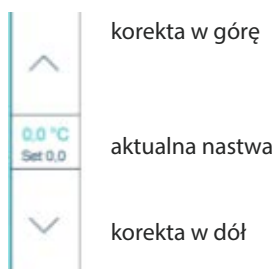 korekta w górę
0,0 °C
Set 0,0
aktualna nastwa
korekta w dół